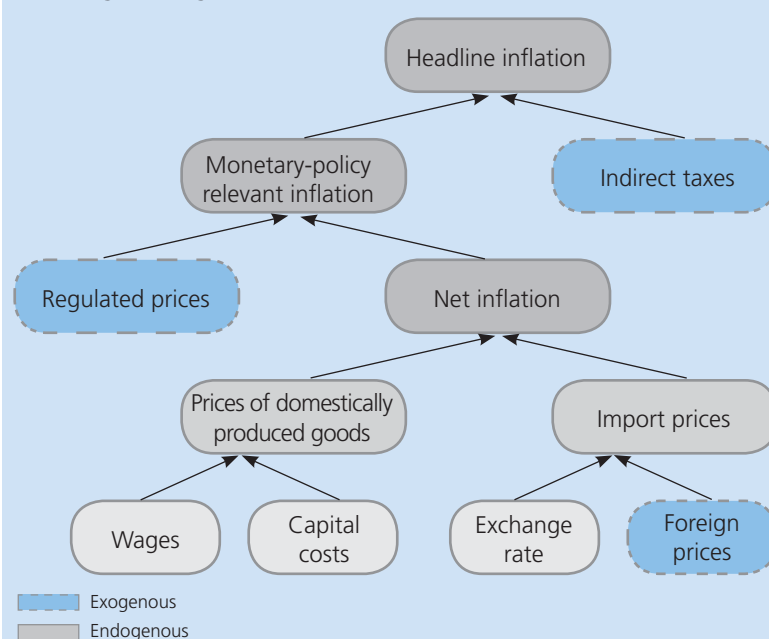 Headline inflation
Monetary-policy
relevant inflation
Indirect taxes
Regulated prices
Net inflation
Prices of domestically
produced goods
Import prices
Wages
Capital
costs
Exchange
rate
Foreign
prices
Exogenous
Endogenous